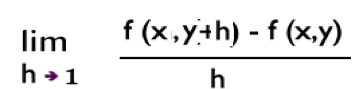 lim h → 1 f (x,y+h) - f (x,y) / h